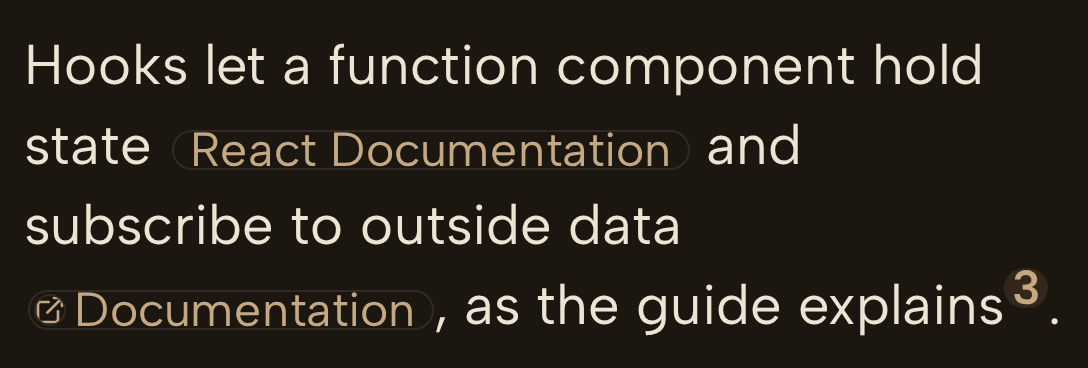 Hooks let a function component hold
state React Documentation and
subscribe to outside data
Documentation, as the guide explains3.